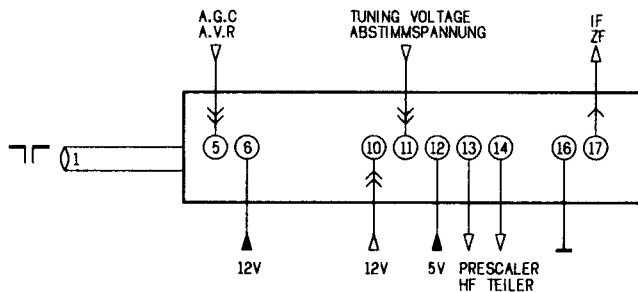 A.G.C
A.V.R
TUNING VOLTAGE
ABSTIMMSPANNUNG
IF
ZF
1
5 6 10 11 12 13 14 16 17
12V
12V
5V
PRESCALER
HF TEILER